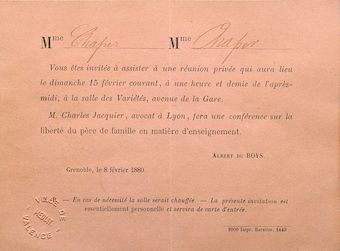 Mme Chaper Mme Chaper
Vous êtes invitée à assister à une réunion privée qui aura lieu
le dimanche 15 février courant, à une heure et demie de l'après-
midi, à la salle des Variétés, avenue de la Gare.
M. Charles Jacquier, avocat à Lyon, fera une conférence sur la
liberté du père de famille en matière d'enseignement.
ALBERT DU BOYS.
Grenoble, le 8 février 1880.
— En cas de nécessité la salle serait chauffée. — La présente invitation est
essentiellement personnelle et servira de carte d'entrée.
VALENCE